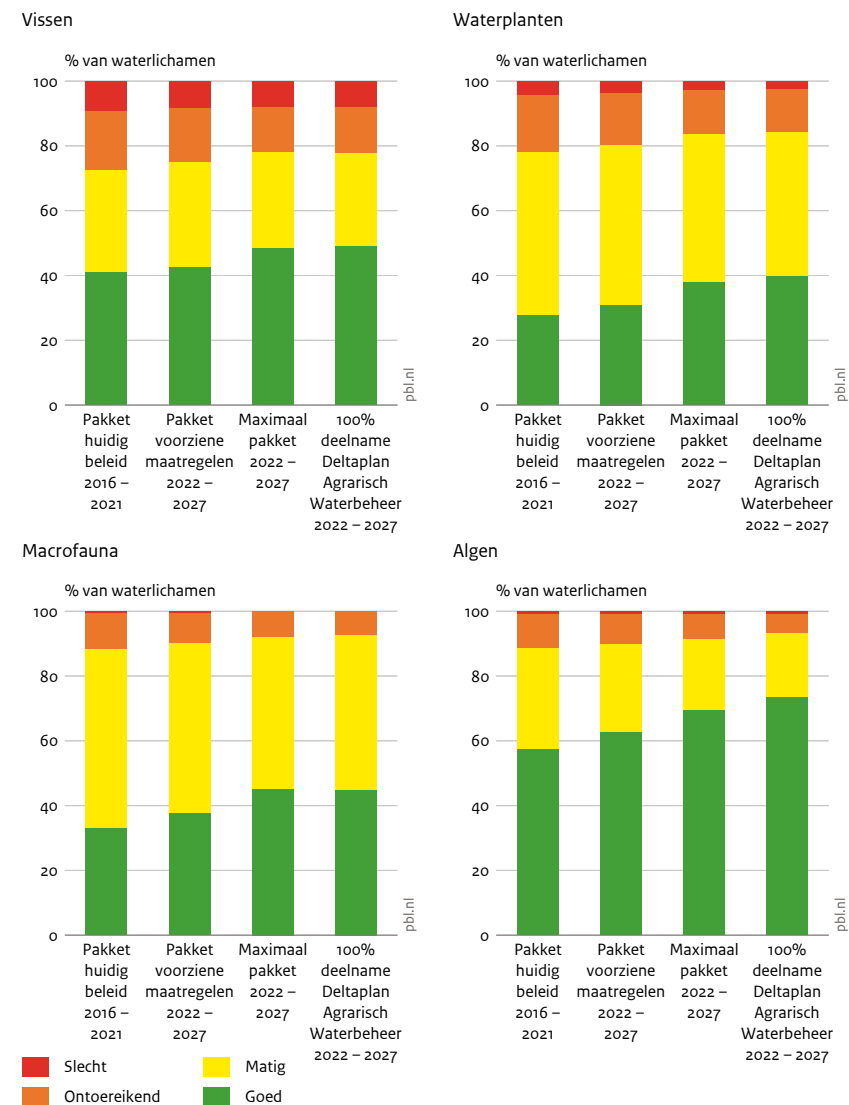 Vissen
% van waterlichamen
100
80
60
40
20
0
Pakket
huidig
beleid
2016 –
2021
Pakket
voorziene
maatregelen
2022 –
2027
Maximaal
pakket
2022 –
2027
100%
deelname
Deltaplan
Agrarisch
Waterbeheer
2022 – 2027
pbl.nl
Waterplanten
% van waterlichamen
100
80
60
40
20
0
Pakket
huidig
beleid
2016 –
2021
Pakket
voorziene
maatregelen
2022 –
2027
Maximaal
pakket
2022 –
2027
100%
deelname
Deltaplan
Agrarisch
Waterbeheer
2022 – 2027
pbl.nl
Macrofauna
% van waterlichamen
100
80
60
40
20
0
Pakket
huidig
beleid
2016 –
2021
Pakket
voorziene
maatregelen
2022 –
2027
Maximaal
pakket
2022 –
2027
100%
deelname
Deltaplan
Agrarisch
Waterbeheer
2022 – 2027
pbl.nl
Algen
% van waterlichamen
100
80
60
40
20
0
Pakket
huidig
beleid
2016 –
2021
Pakket
voorziene
maatregelen
2022 –
2027
Maximaal
pakket
2022 –
2027
100%
deelname
Deltaplan
Agrarisch
Waterbeheer
2022 – 2027
pbl.nl
Slecht
Ontoereikend
Matig
Goed